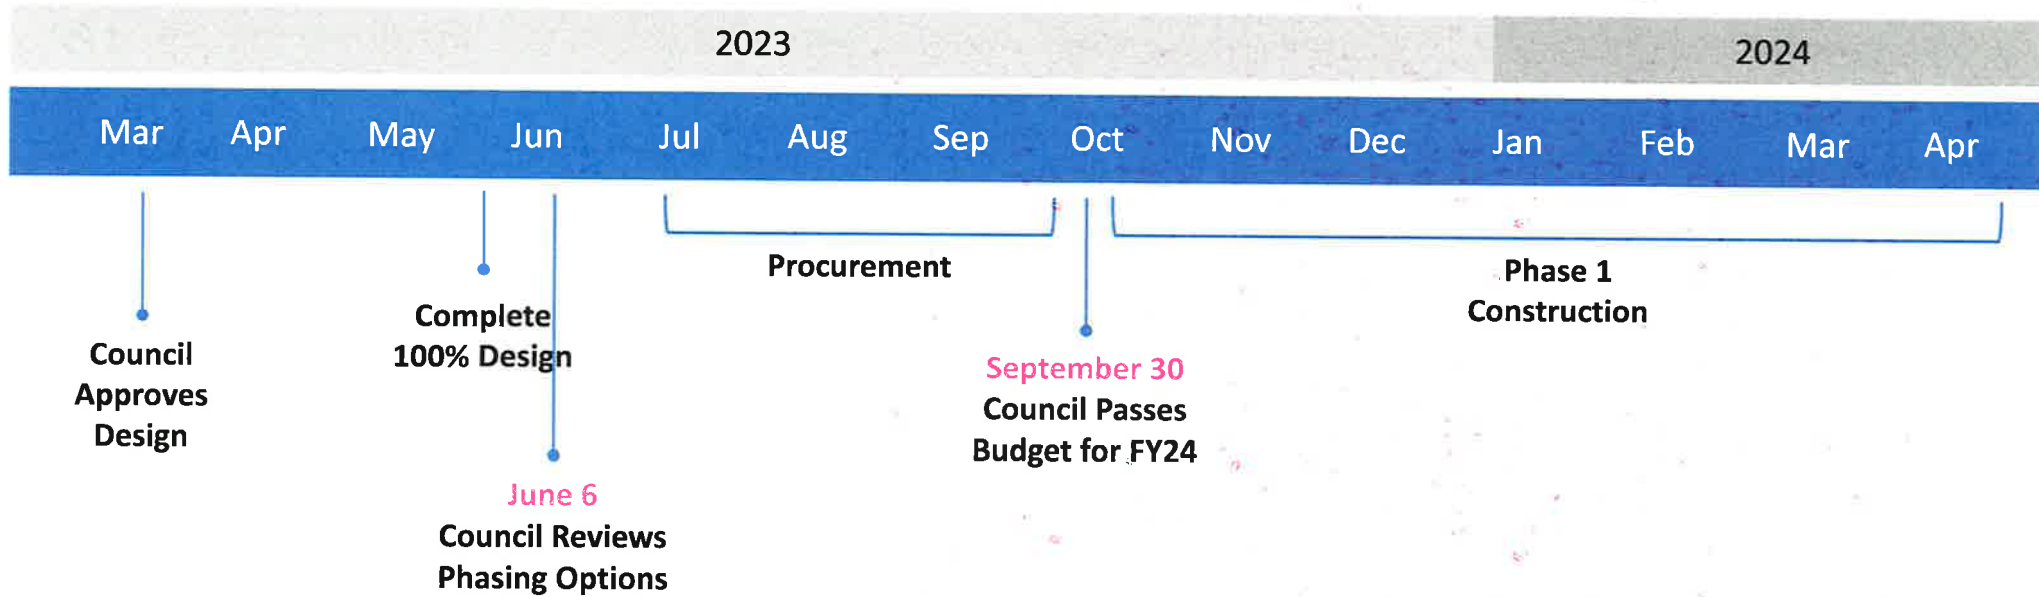 2023 2024
Mar Apr May Jun Jul Aug Sep Oct Nov Dec Jan Feb Mar Apr
Council
Approves
Design
Complete
100% Design
June 6
Council Reviews
Phasing Options
Procurement
September 30
Council Passes
Budget for FY24
Phase 1
Construction